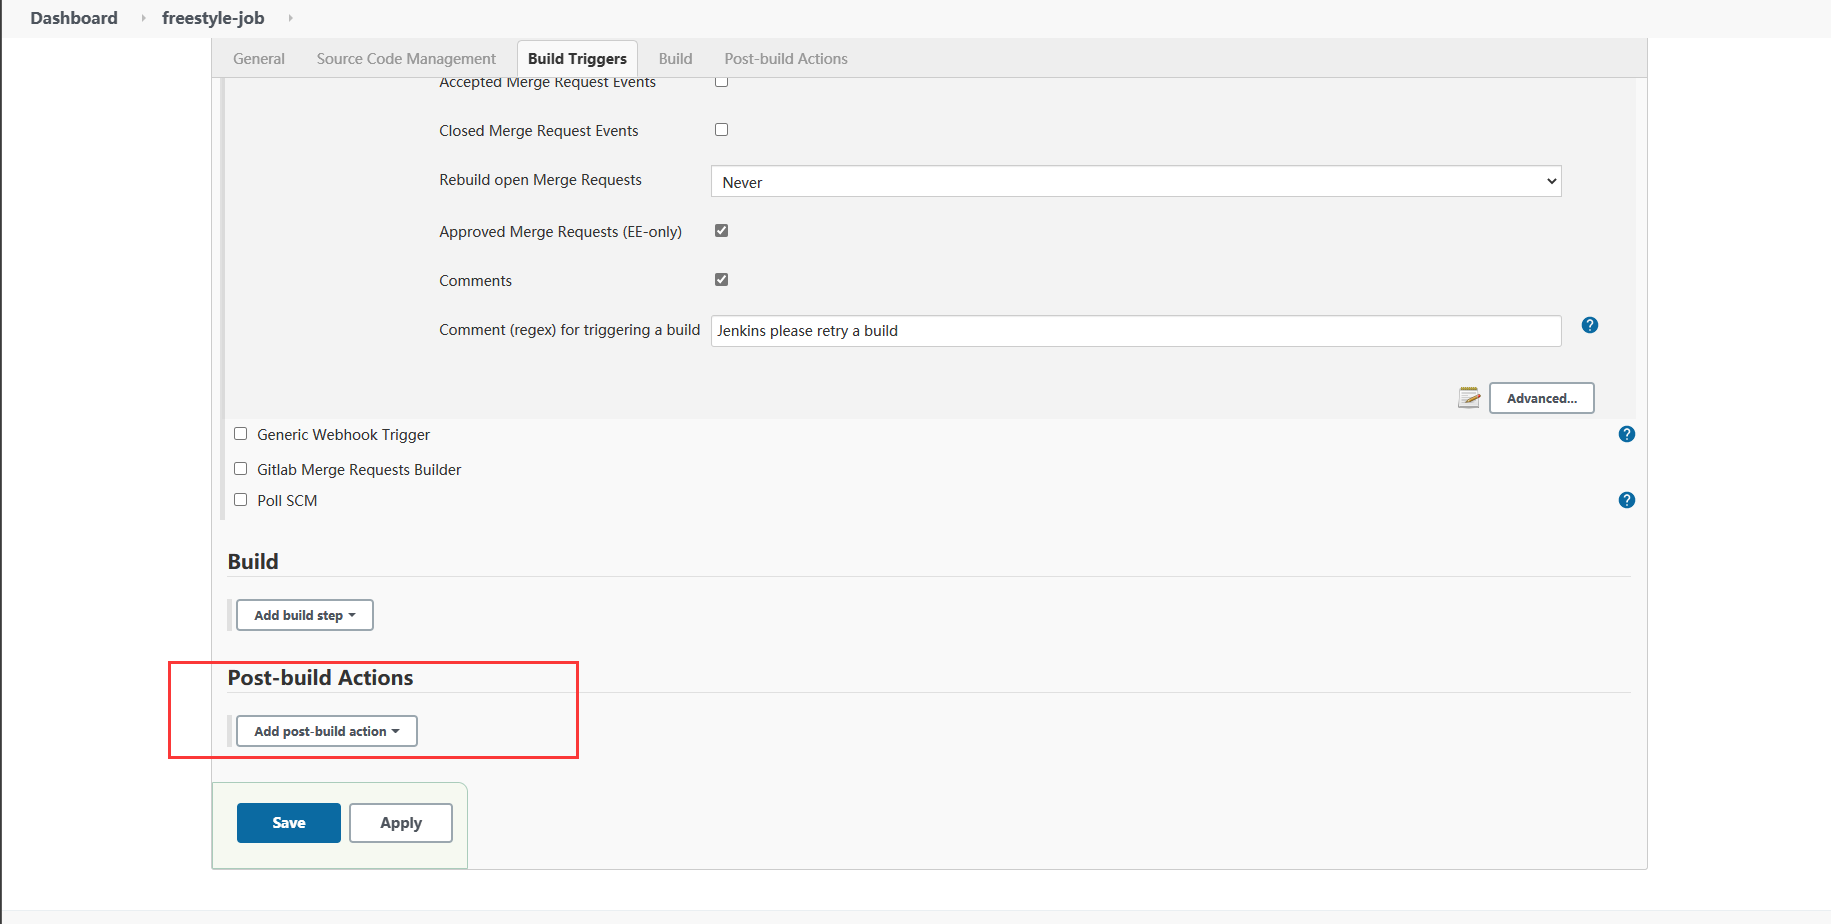 Dashboard freestyle-job
General Source Code Management Build Triggers Build Post-build Actions
Accepted Merge Request Events
Closed Merge Request Events
Rebuild open Merge Requests Never
Approved Merge Requests (EE-only)
Comments
Comment (regex) for triggering a build Jenkins please retry a build ?
Advanced...
Generic Webhook Trigger ?
Gitlab Merge Requests Builder
Poll SCM ?
Build
Add build step
Post-build Actions
Add post-build action
Save Apply